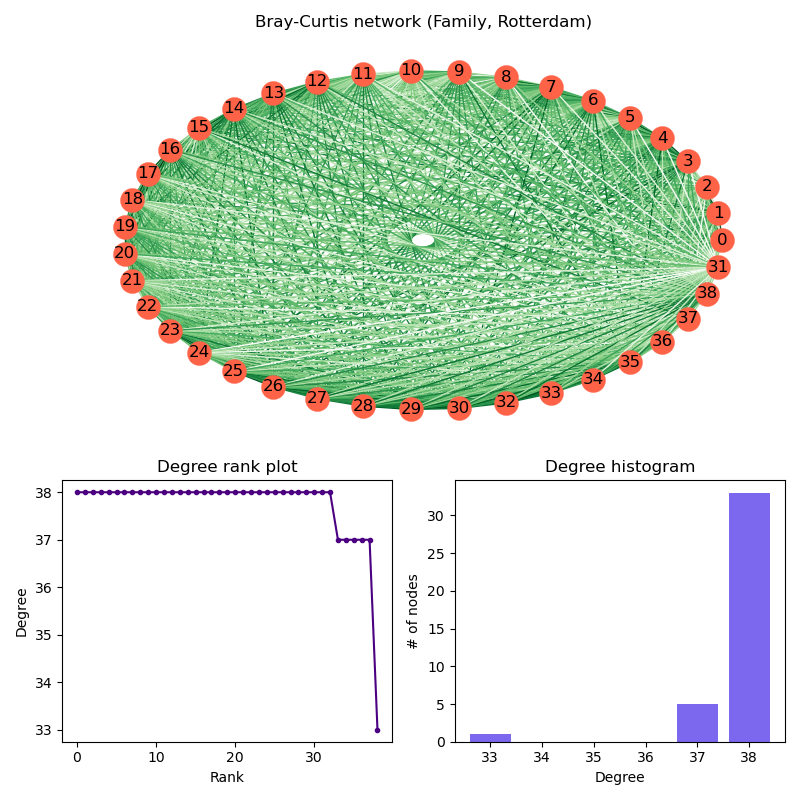 Bray-Curtis network (Family, Rotterdam)
10 9 8 7 6 5 4 3 2 1 0
11 12 13 14 15 16 17 18 19 20
21 22 23 24 25 26 27 28 29 30
32 33 34 35 36 37 38 31
Degree rank plot
38
37
36
35
34
33
Degree
0 10 20 30
Rank
Degree histogram
30
25
20
15
10
5
0
# of nodes
33 34 35 36 37 38
Degree